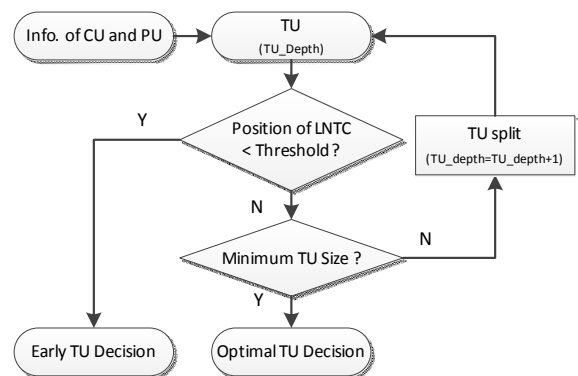 Info. of CU and PU
TU
(TU_Depth)
Y
Position of LNTC
< Threshold ?
TU split
(TU_depth=TU_depth+1)
N
Minimum TU Size ?
N
Y
Early TU Decision
Optimal TU Decision